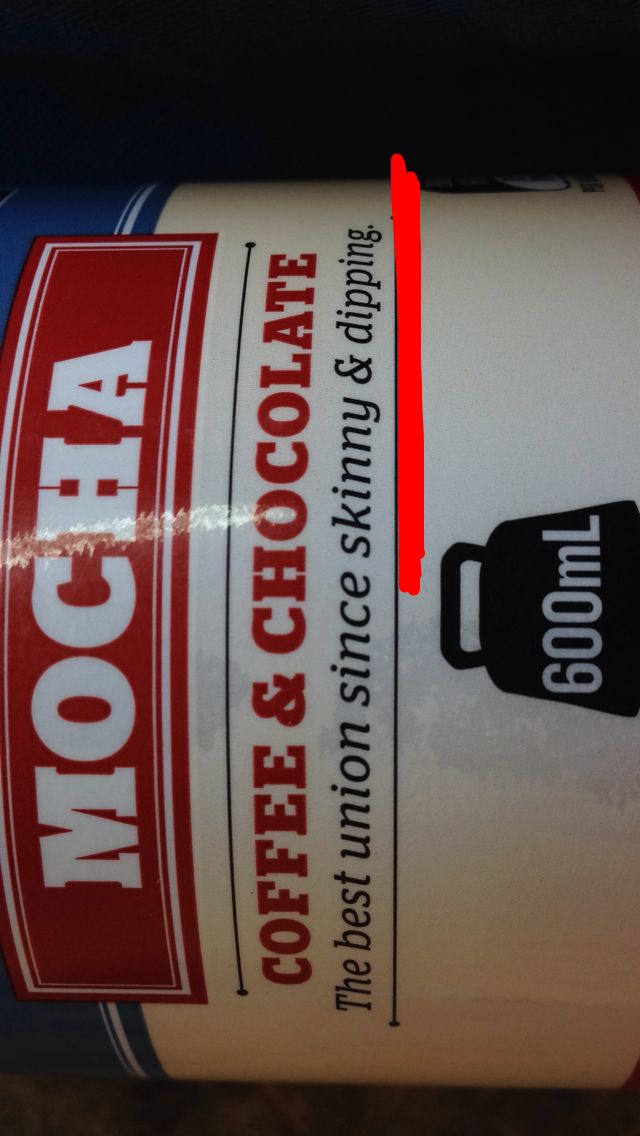 MOCHA
COFFEE & CHOCOLATE
The best union since skinny & dipping.
600mL